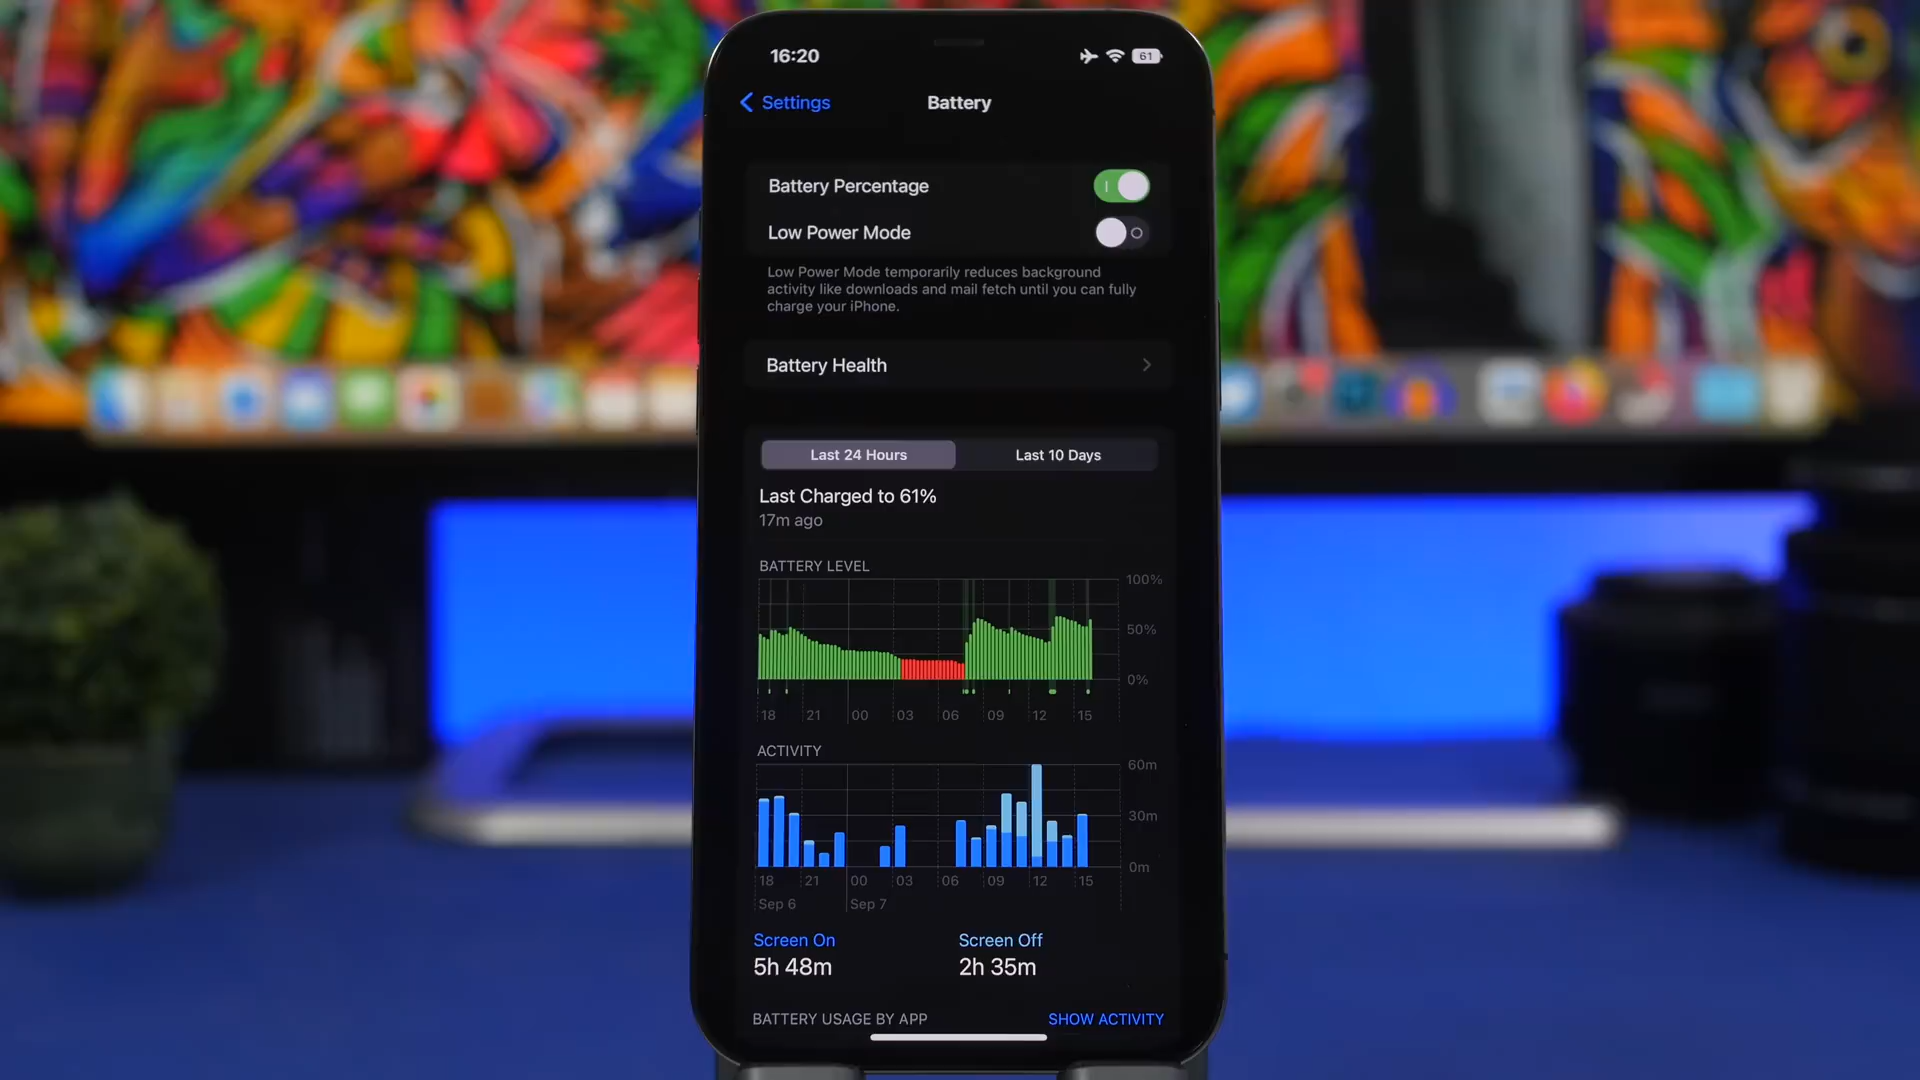 16:20
61
Settings
Battery
Battery Percentage
Low Power Mode
Low Power Mode temporarily reduces background
activity like downloads and mail fetch until you can fully
charge your iPhone.
Battery Health
Last 24 Hours
Last 10 Days
Last Charged to 61%
17m ago
BATTERY LEVEL
100%
50%
0%
18 21 00 03 06 09 12 15
ACTIVITY
60m
30m
0m
18 21 00 03 06 09 12 15
Sep 6 Sep 7
Screen On Screen Off
5h 48m 2h 35m
BATTERY USAGE BY APP SHOW ACTIVITY